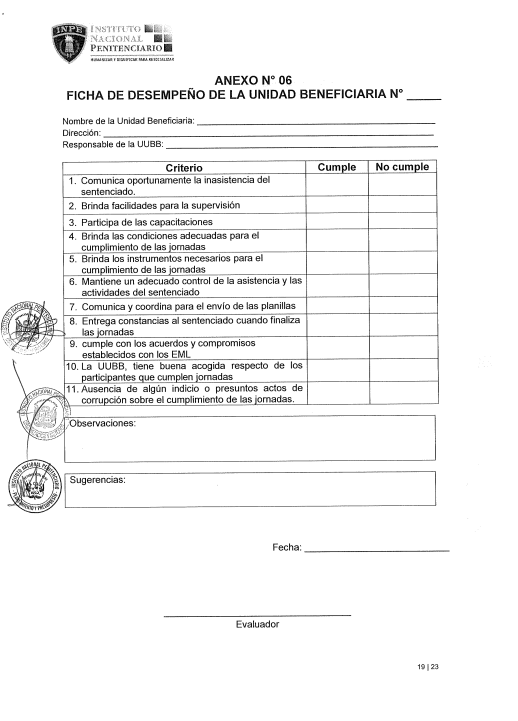 INPE
INSTITUTO
NACIONAL
PENITENCIARIO
HUMANIZAR Y DIGNIFICAR PARA RESOCIALIZAR
ANEXO N° 06
FICHA DE DESEMPEÑO DE LA UNIDAD BENEFICIARIA N° _____
Nombre de la Unidad Beneficiaria:
Dirección:
Responsable de la UUBB:
Criterio Cumple No cumple
1. Comunica oportunamente la inasistencia del
sentenciado.
2. Brinda facilidades para la supervisión
3. Participa de las capacitaciones
4. Brinda las condiciones adecuadas para el
cumplimiento de las jornadas
5. Brinda los instrumentos necesarios para el
cumplimiento de las jornadas
6. Mantiene un adecuado control de la asistencia y las
actividades del sentenciado
7. Comunica y coordina para el envío de las planillas
8. Entrega constancias al sentenciado cuando finaliza
las jornadas
9. cumple con los acuerdos y compromisos
establecidos con los EML
10. La UUBB, tiene buena acogida respecto de los
participantes que cumplen jornadas
11. Ausencia de algún indicio o presuntos actos de
corrupción sobre el cumplimiento de las jornadas.
Observaciones:
Sugerencias:
INSTITUTO NACIONAL PENITENCIARIO
Fecha:
Evaluador
19 | 23